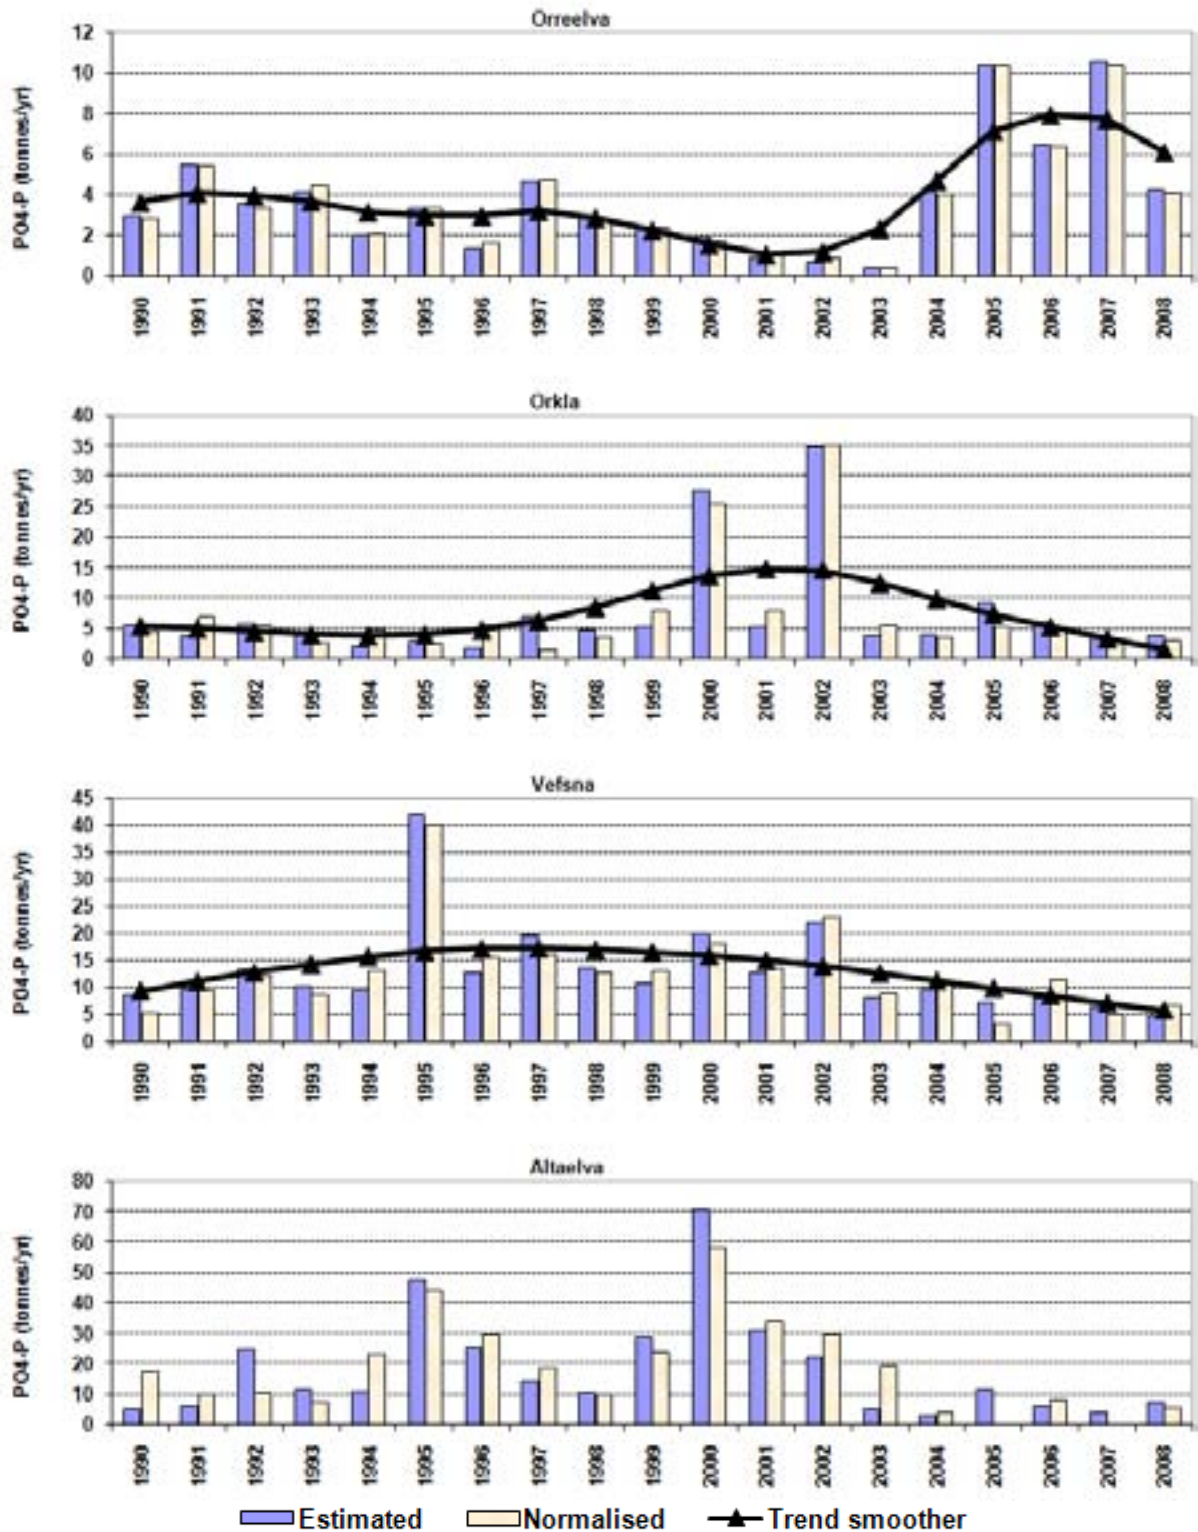 Orreelva
PO4-P (tonnes/yr)
12
10
8
6
4
2
0
1990 1991 1992 1993 1994 1995 1996 1997 1998 1999 2000 2001 2002 2003 2004 2005 2006 2007 2008
Orkla
PO4-P (tonnes/yr)
40
35
30
25
20
15
10
5
0
1990 1991 1992 1993 1994 1995 1996 1997 1998 1999 2000 2001 2002 2003 2004 2005 2006 2007 2008
Vefsna
PO4-P (tonnes/yr)
45
40
35
30
25
20
15
10
5
0
1990 1991 1992 1993 1994 1995 1996 1997 1998 1999 2000 2001 2002 2003 2004 2005 2006 2007 2008
Altaelva
PO4-P (tonnes/yr)
80
70
60
50
40
30
20
10
0
1990 1991 1992 1993 1994 1995 1996 1997 1998 1999 2000 2001 2002 2003 2004 2005 2006 2007 2008
Estimated Normalised Trend smoother